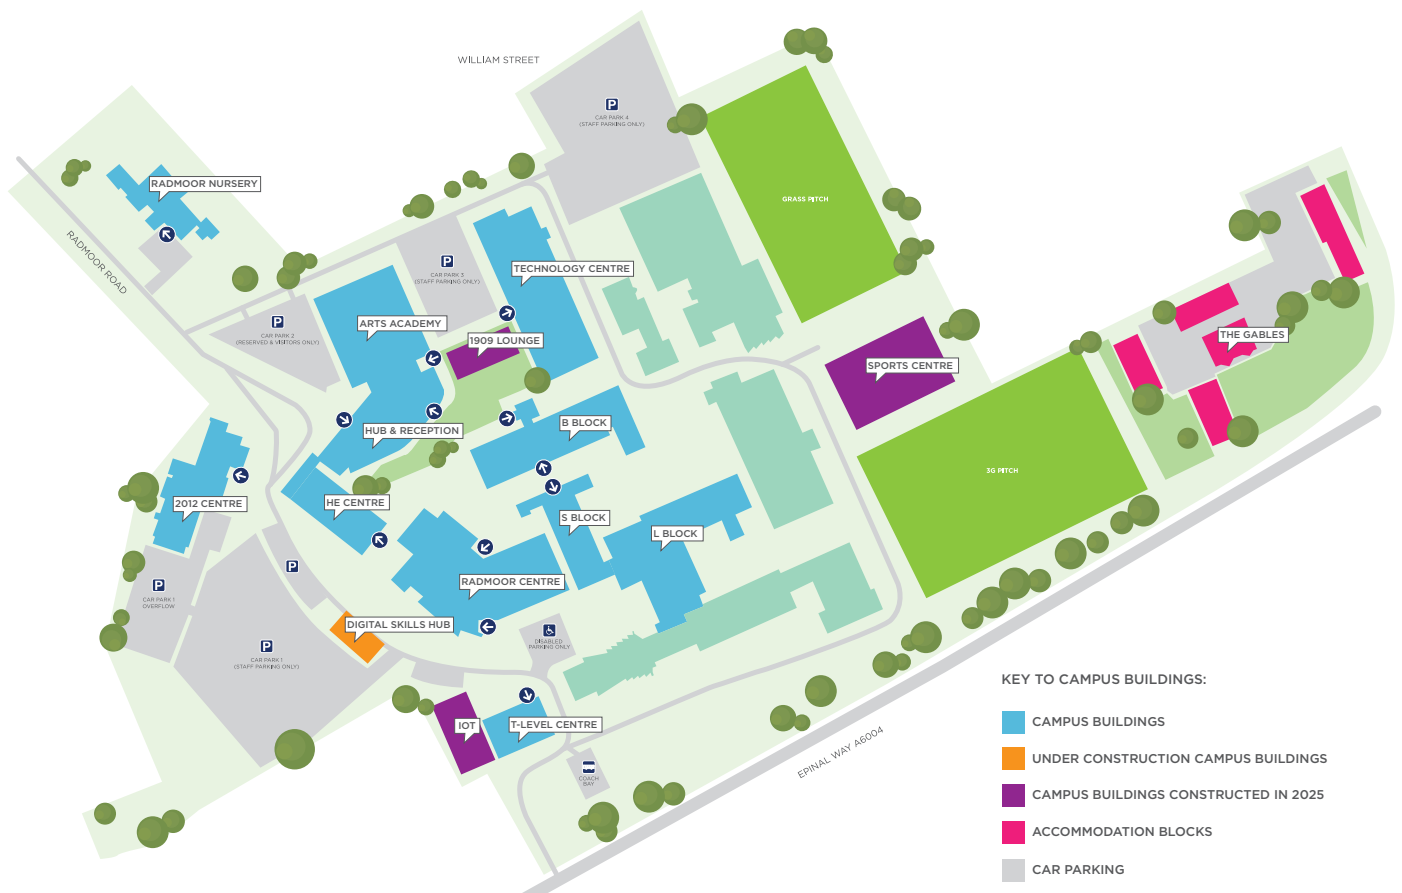 WILLIAM STREET
P
CAR PARK 4
(STAFF PARKING ONLY)
RADMOOR NURSERY
GRASS PITCH
RADMOOR ROAD
P
CAR PARK 3
(STAFF PARKING ONLY)
TECHNOLOGY CENTRE
P
CAR PARK 2
(RESERVED & VISITORS ONLY)
ARTS ACADEMY
1909 LOUNGE
THE GABLES
SPORTS CENTRE
HUB & RECEPTION
B BLOCK
3G PITCH
2012 CENTRE
HE CENTRE
S BLOCK
L BLOCK
P
P
CAR PARK 1
OVERFLOW
RADMOOR CENTRE
DIGITAL SKILLS HUB
P
CAR PARK 1
(STAFF PARKING ONLY)
DISABLED
PARKING ONLY
IOT
T-LEVEL CENTRE
COACH
BAY
EPINAL WAY A6004
KEY TO CAMPUS BUILDINGS:
CAMPUS BUILDINGS
UNDER CONSTRUCTION CAMPUS BUILDINGS
CAMPUS BUILDINGS CONSTRUCTED IN 2025
ACCOMMODATION BLOCKS
CAR PARKING